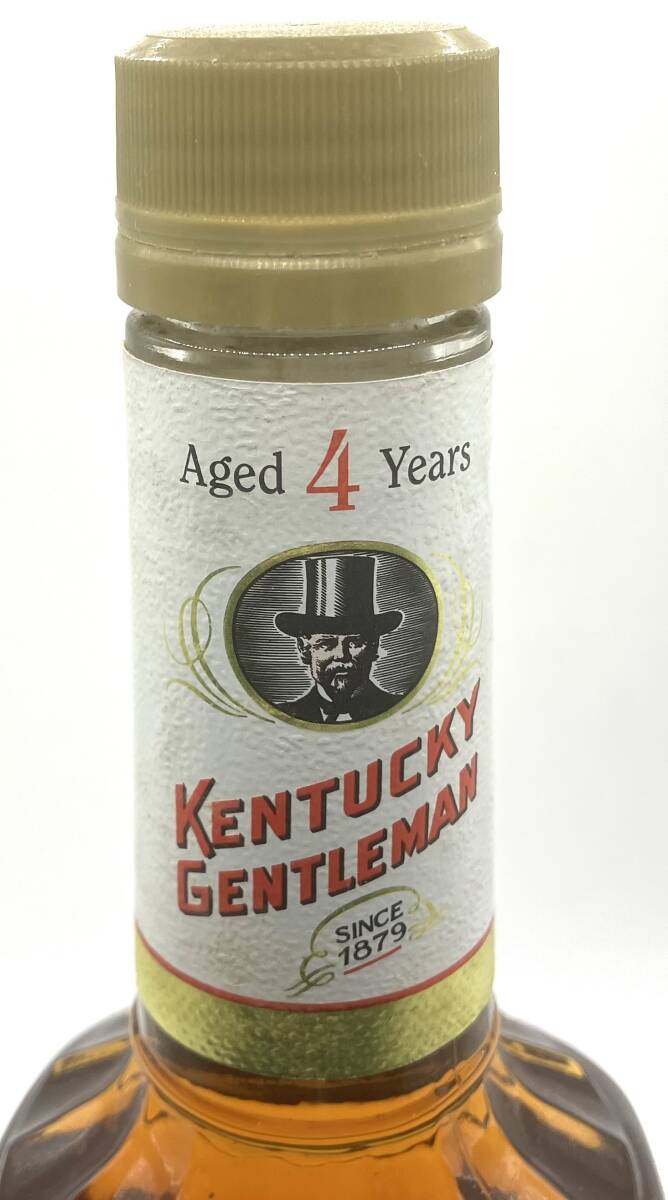 Aged 4 Years
KENTUCKY
GENTLEMAN
SINCE
1879